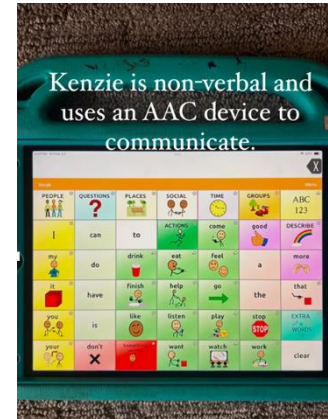 Kenzie is non-verbal and
uses an AAC device to
communicate.
X
PEOPLE QUESTIONS PLACES SOCIAL TIME GROUPS ABC 123
?
I can to ACTIONS come good DESCRIBE
my do drink eat feel a more
it have finish help go the that
you is like listen play stop EXTRA WORDS
STOP
your don't want watch work clear